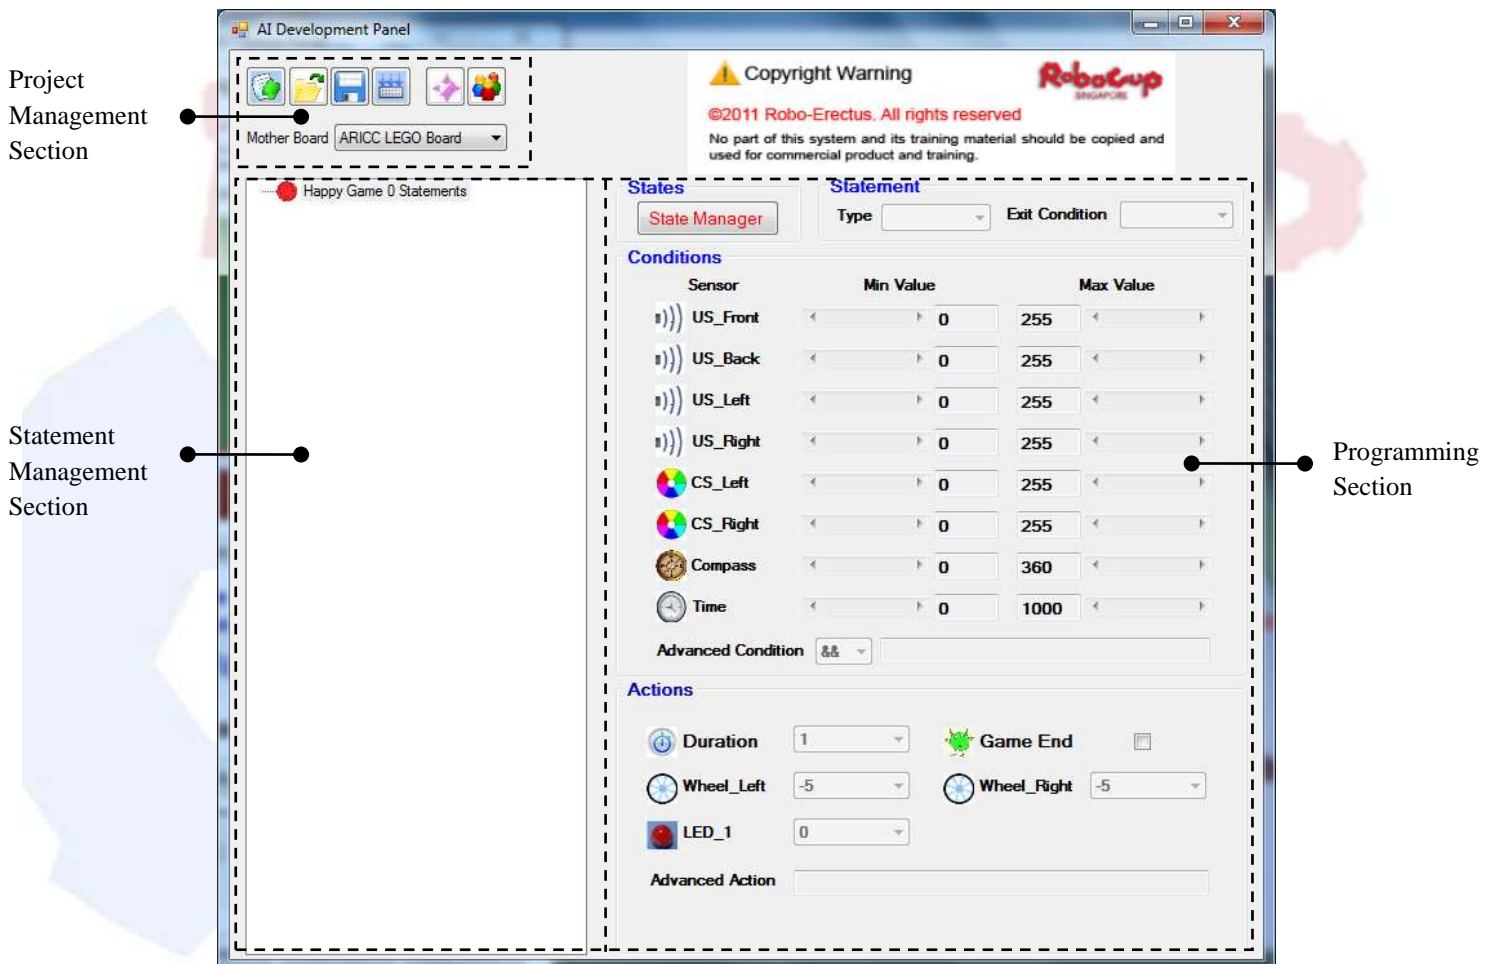 AI Development Panel
Project
Management
Section
Mother Board ARICC LEGO Board
Copyright Warning
RoboCup
SINGAPORE
©2011 Robo-Erectus. All rights reserved
No part of this system and its training material should be copied and
used for commercial product and training.
Happy Game 0 Statements
States
State Manager
Statement
Type
Exit Condition
Conditions
Sensor Min Value Max Value
US_Front 0 255
US_Back 0 255
US_Left 0 255
US_Right 0 255
CS_Left 0 255
CS_Right 0 255
Compass 0 360
Time 0 1000
Advanced Condition &&
Statement
Management
Section
Programming
Section
Actions
Duration 1 Game End
Wheel_Left -5 Wheel_Right -5
LED_1 0
Advanced Action